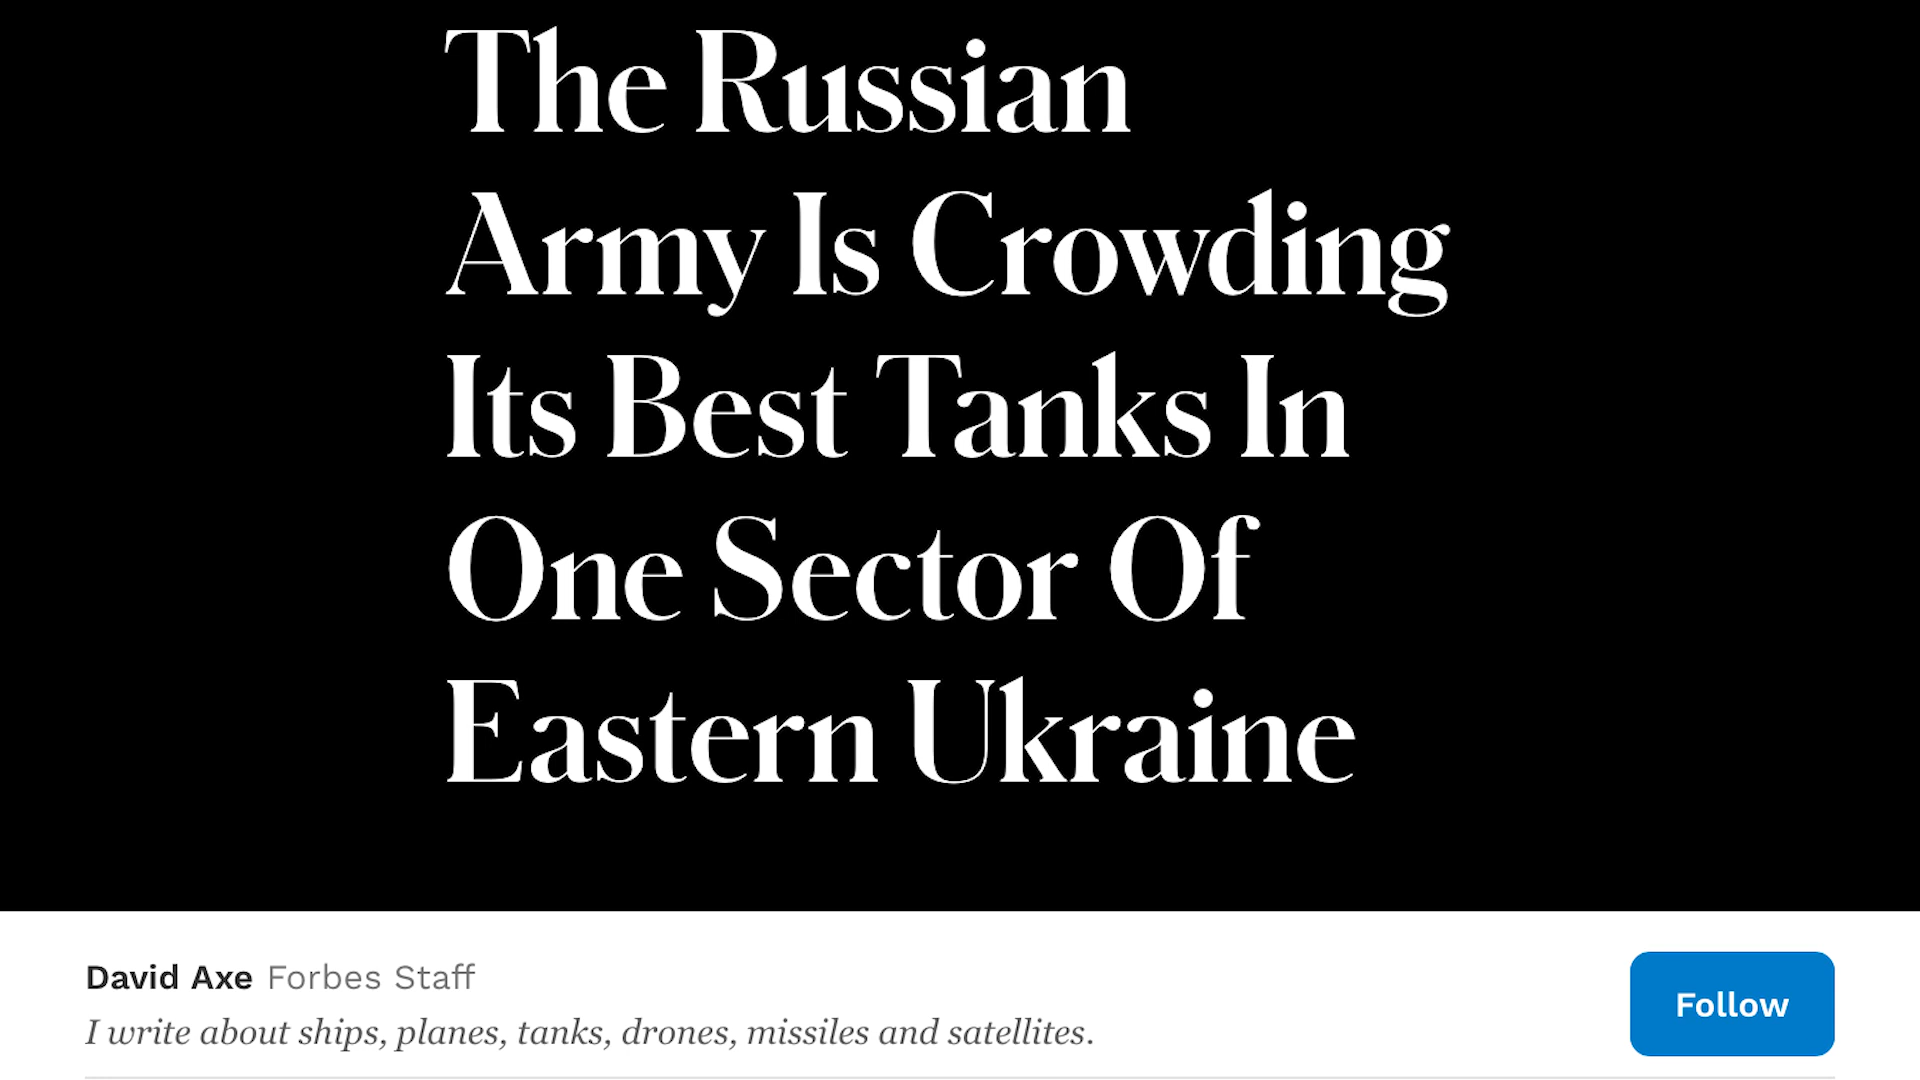 The Russian
Army Is Crowding
Its Best Tanks In
One Sector Of
Eastern Ukraine
David Axe Forbes Staff
I write about ships, planes, tanks, drones, missiles and satellites.
Follow